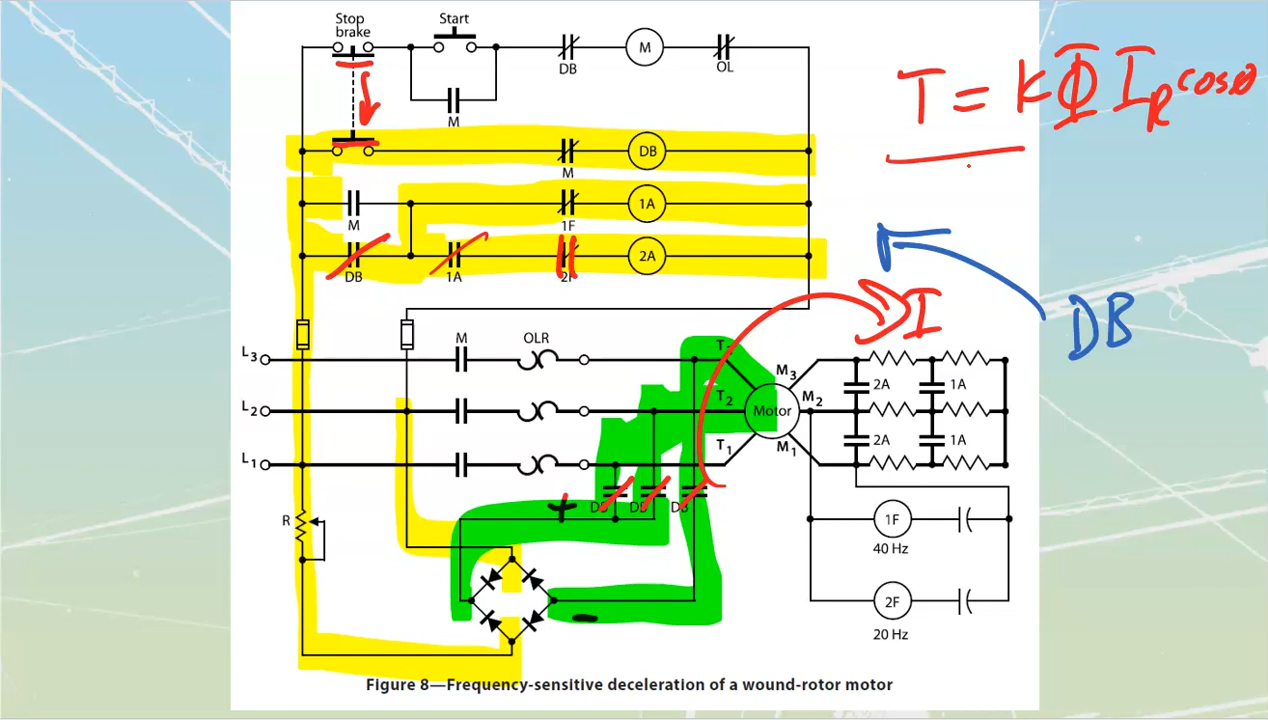 Stop brake
Start
DB
M
OL
M
T = KΦ I_R cosθ
DB
M
M
1F
1A
DB
1A
2F
2A
I
DB
L3
M
OLR
T
M3
2A
1A
L2
T2
Motor
M2
L1
T1
M1
2A
1A
+
DB
DB
DB
R
1F
40 Hz
2F
20 Hz
−
Figure 8—Frequency-sensitive deceleration of a wound-rotor motor